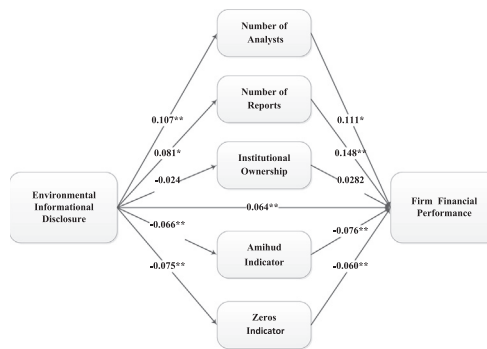 Number of
Analysts
Number of
Reports
0.107**
0.111*
0.081*
0.148**
Institutional
Ownership
-0.024
0.0282
Environmental
Informational
Disclosure
0.064**
Firm Financial
Performance
-0.066**
-0.076**
Amihud
Indicator
-0.075**
-0.060**
Zeros
Indicator